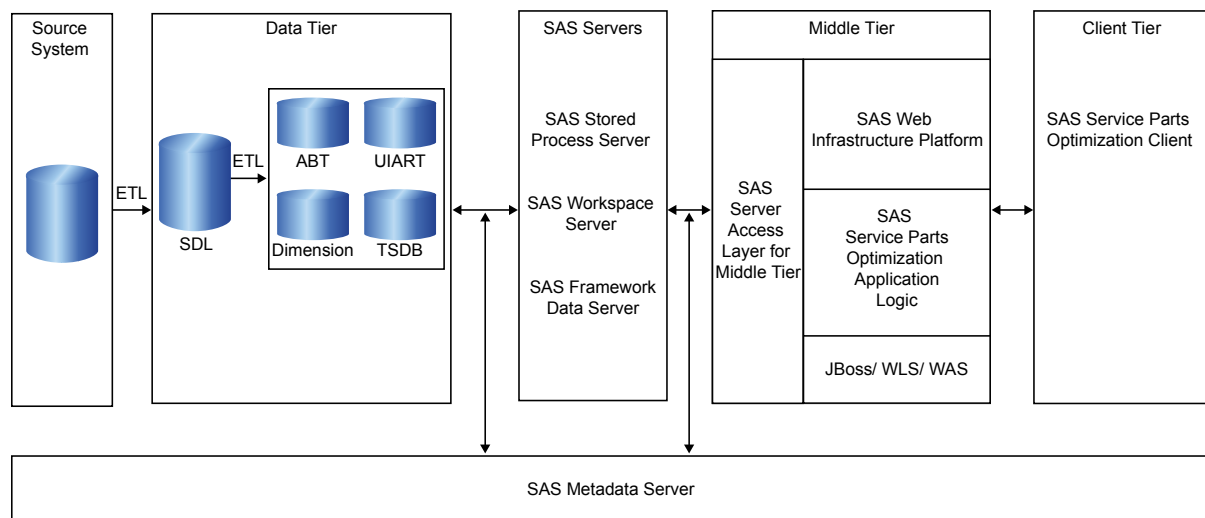 Source
System
ETL
Data Tier
SDL
ETL
ABT
UIART
Dimension
TSDB
SAS Servers
SAS Stored
Process Server
SAS Workspace
Server
SAS Framework
Data Server
Middle Tier
SAS
Server
Access
Layer for
Middle Tier
SAS Web
Infrastructure Platform
SAS
Service Parts
Optimization
Application
Logic
JBoss/ WLS/ WAS
Client Tier
SAS Service Parts
Optimization Client
SAS Metadata Server